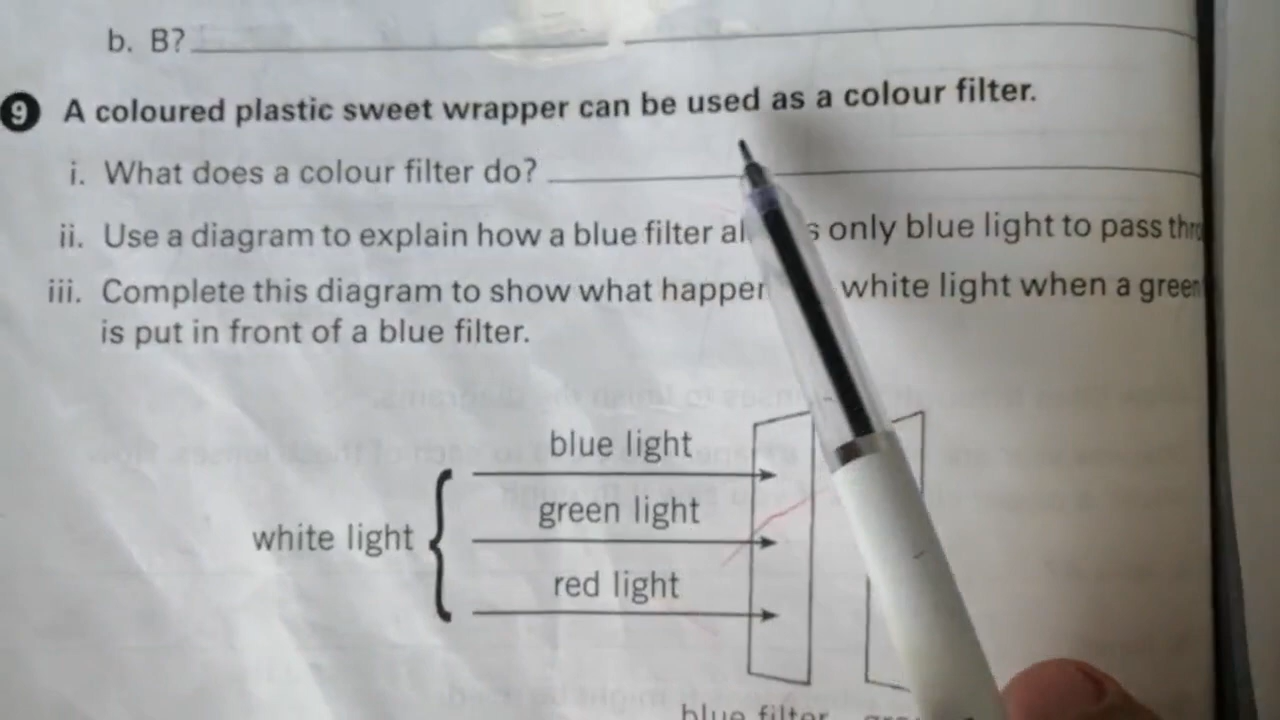 b. B?
9 A coloured plastic sweet wrapper can be used as a colour filter.
i. What does a colour filter do?
ii. Use a diagram to explain how a blue filter only blue light to pass
iii. Complete this diagram to show what white light when a green
is put in front of a blue filter.
blue light
green light
white light
red light
blue filter